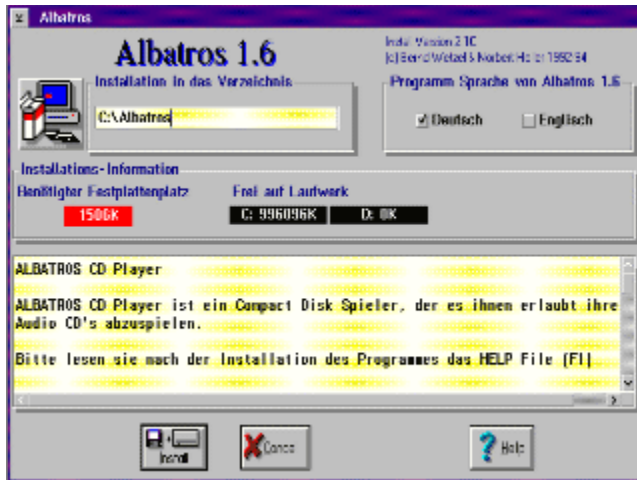 Albatros
Albatros 1.6
Instal Version 2.1C
(c) Bernd Wetzel & Norbert 1992 94
Installation in das Verzeichnis
C:\Albatros
Programm Sprache von Albatros 1.6
Deutsch
Englisch
Installations-Information
Benötigter Festplattenplatz
Frei auf Laufwerk
1506K
C: 996096K
D: 0K
ALBATROS CD Player
ALBATROS CD Player ist ein Compact Disk Spieler, der es ihnen erlaubt ihre
Audio CD's abzuspielen.
Bitte lesen sie nach der Installation des Programmes das HELP File (F1)
Install
Cancel
Help